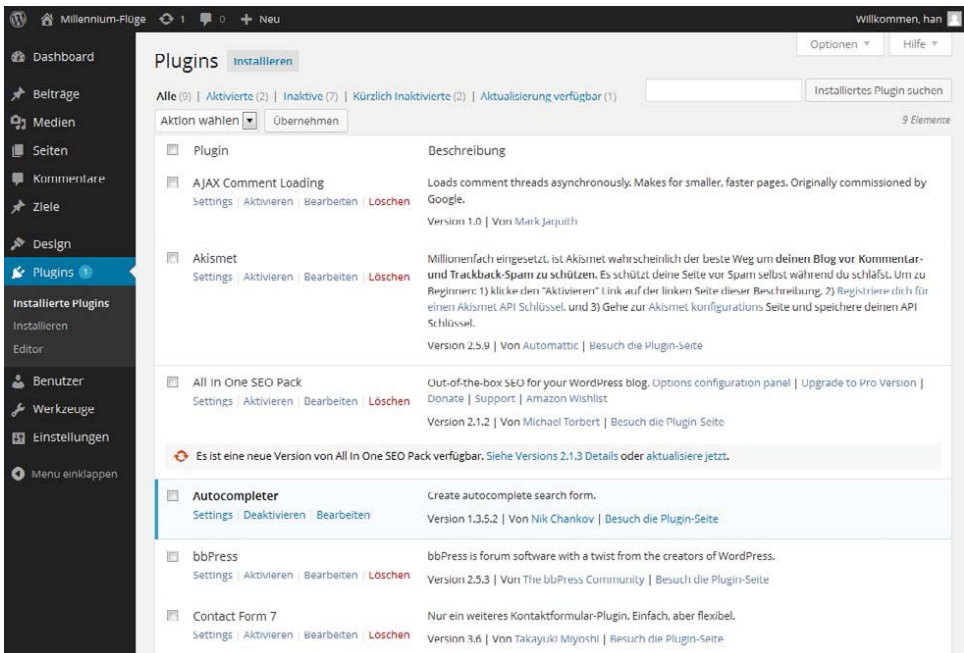 Millennium-Flüge 1 0 + Neu Willkommen, han
Optionen Hilfe
Dashboard
Beiträge
Medien
Seiten
Kommentare
Ziele
Design
Plugins 1
Installierte Plugins
Installieren
Editor
Benutzer
Werkzeuge
Einstellungen
Menü einklappen
Plugins Installieren
Alle (9) | Aktivierte (2) | Inaktive (7) | Kürzlich Inaktivierte (2) | Aktualisierung verfügbar (1)
Installiertes Plugin suchen
Aktion wählen Übernehmen 9 Elemente
Plugin Beschreibung
AJAX Comment Loading
Settings | Aktivieren | Bearbeiten | Löschen
Loads comment threads asynchronously. Makes for smaller, faster pages. Originally commissioned by
Google.
Version 1.0 | Von Mark Jaquith
Akismet
Settings | Aktivieren | Bearbeiten | Löschen
Millionenfach eingesetzt, ist Akismet wahrscheinlich der beste Weg um deinen Blog vor Kommentar-
und Trackback-Spam zu schützen. Es schützt deine Seite vor Spam selbst während du schläfst. Um zu
Beginnen: 1) klicke den "Aktivieren" Link auf der linken Seite dieser Beschreibung, 2) Registriere dich für
einen Akismet API Schlüssel, und 3) Gehe zur Akismet konfigurations Seite und speichere deinen API
Schlüssel.
Version 2.5.9 | Von Automattic | Besuch die Plugin-Seite
All In One SEO Pack
Settings | Aktivieren | Bearbeiten | Löschen
Out-of-the-box SEO for your WordPress blog. Options configuration panel | Upgrade to Pro Version |
Donate | Support | Amazon Wishlist
Version 2.1.2 | Von Michael Torbert | Besuch die Plugin-Seite
Es ist eine neue Version von All In One SEO Pack verfügbar. Siehe Versions 2.1.3 Details oder aktualisiere jetzt.
Autocompleter
Settings | Deaktivieren | Bearbeiten
Create autocomplete search form.
Version 1.3.5.2 | Von Nik Chankov | Besuch die Plugin-Seite
bbPress
Settings | Aktivieren | Bearbeiten | Löschen
bbPress is forum software with a twist from the creators of WordPress.
Version 2.5.3 | Von The bbPress Community | Besuch die Plugin-Seite
Contact Form 7
Settings | Aktivieren | Bearbeiten | Löschen
Nur ein weiteres Kontaktformular-Plugin. Einfach, aber flexibel.
Version 3.6 | Von Takayuki Miyoshi | Besuch die Plugin-Seite